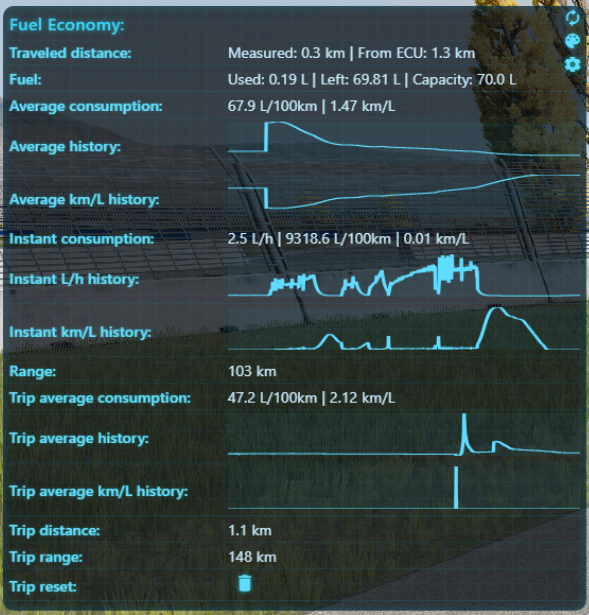 Fuel Economy:
Traveled distance: Measured: 0.3 km | From ECU: 1.3 km
Fuel: Used: 0.19 L | Left: 69.81 L | Capacity: 70.0 L
Average consumption: 67.9 L/100km | 1.47 km/L
Average history:
Average km/L history:
Instant consumption: 2.5 L/h | 9318.6 L/100km | 0.01 km/L
Instant L/h history:
Instant km/L history:
Range: 103 km
Trip average consumption: 47.2 L/100km | 2.12 km/L
Trip average history:
Trip average km/L history:
Trip distance: 1.1 km
Trip range: 148 km
Trip reset: